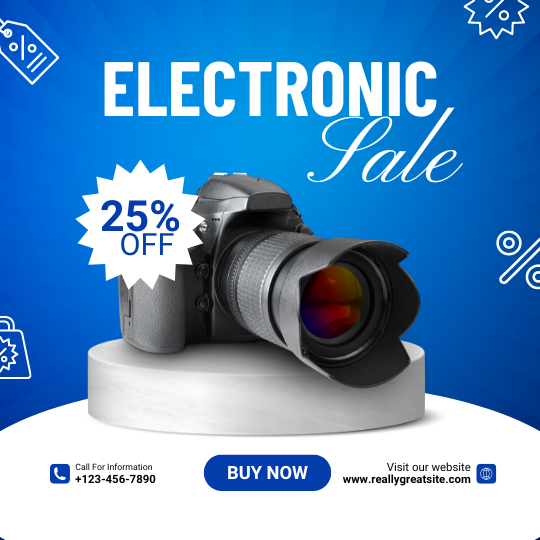 ELECTRONIC
Sale
25%
OFF
Call For Information
+123-456-7890
BUY NOW
Visit our website
www.reallygreatsite.com